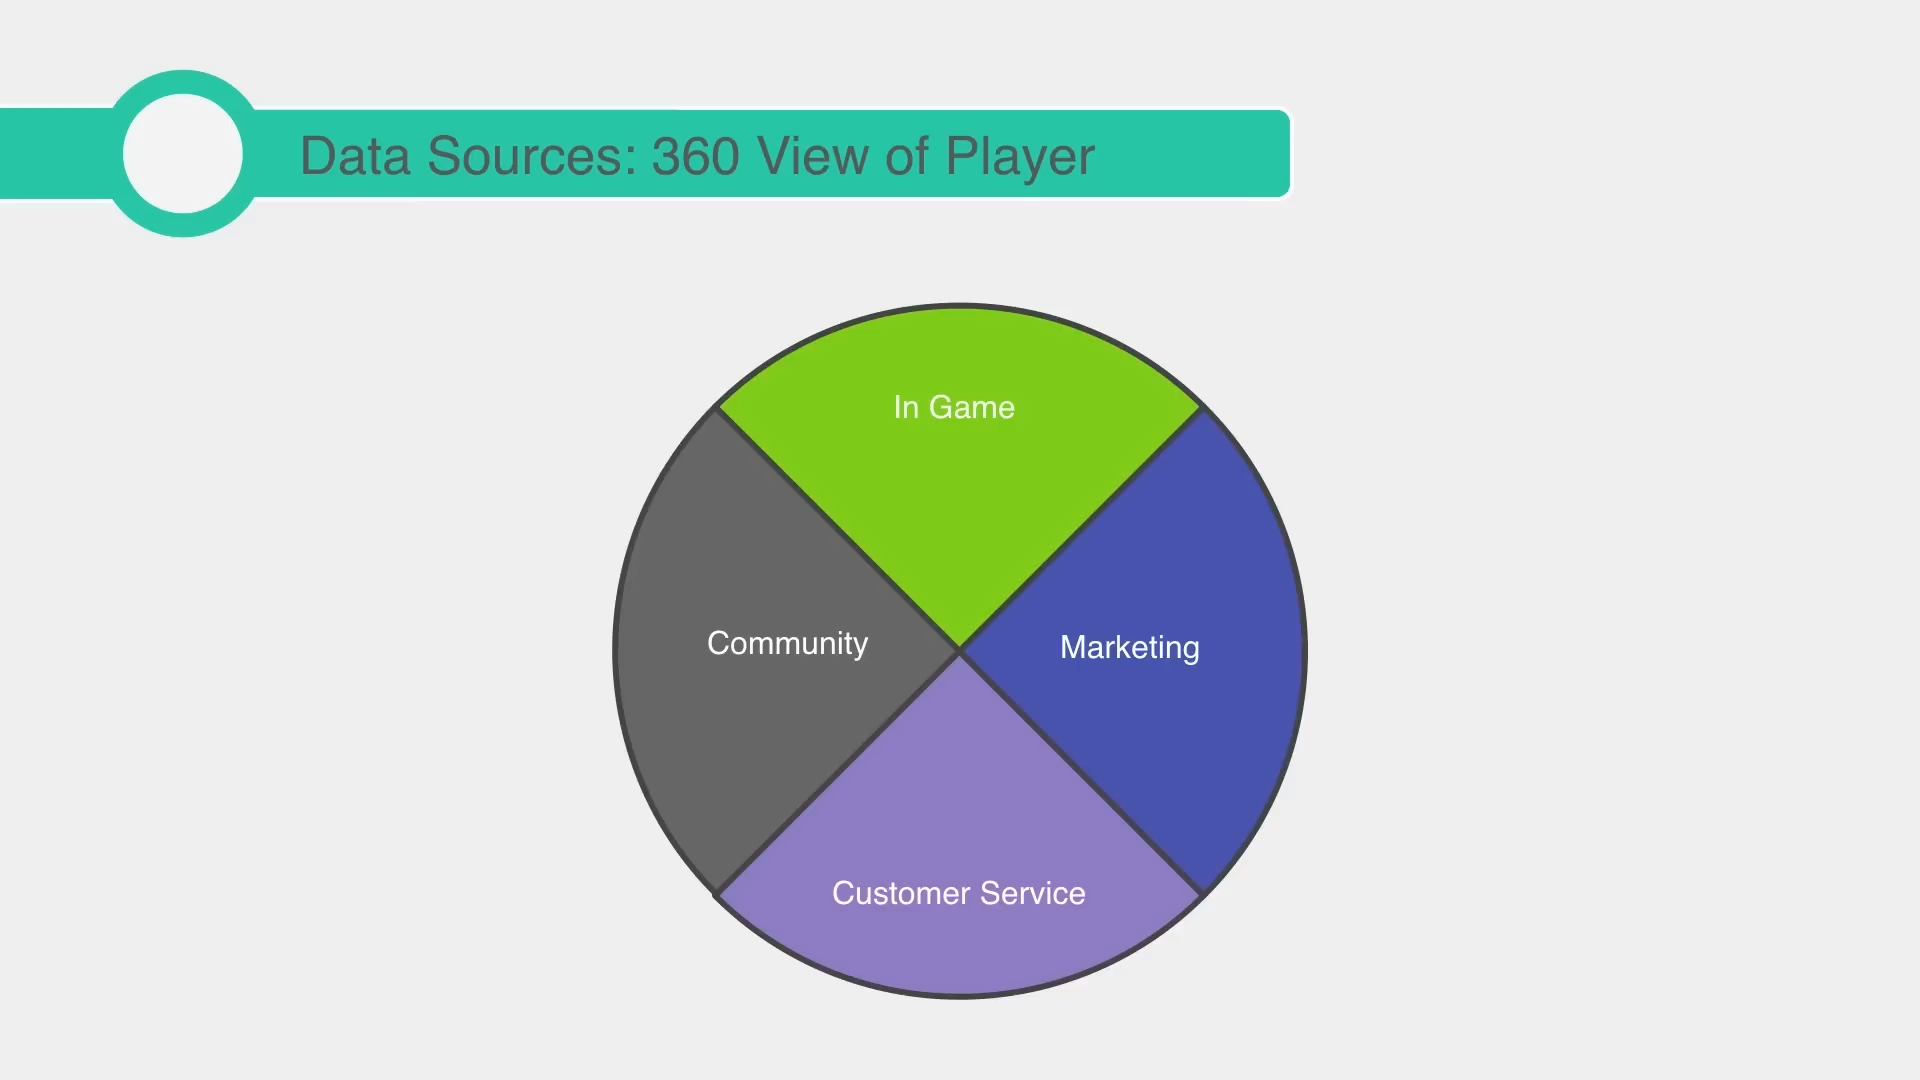 Data Sources: 360 View of Player
In Game
Community
Marketing
Customer Service